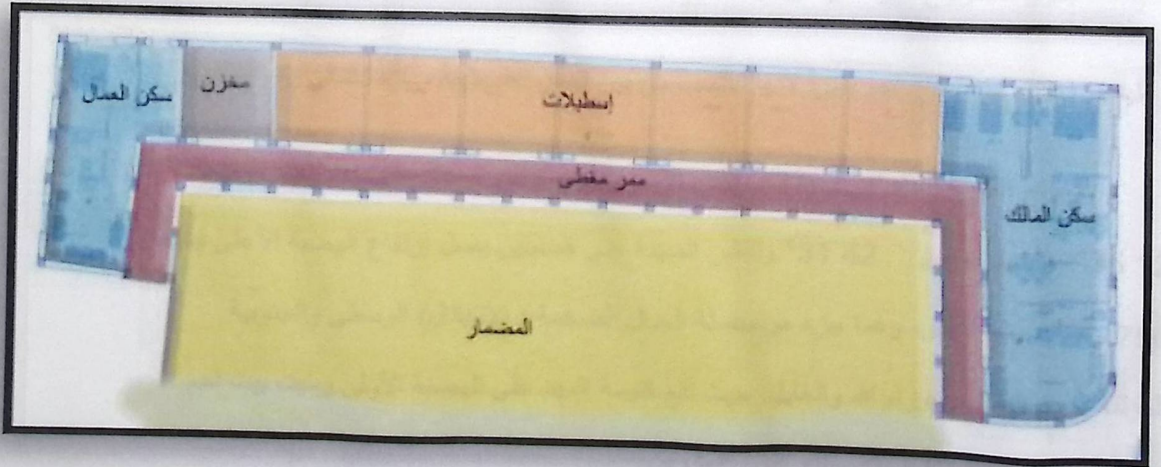 سكن العمال
مخزن
إسطبلات
ممر مغطى
سكن المالك
المضمار